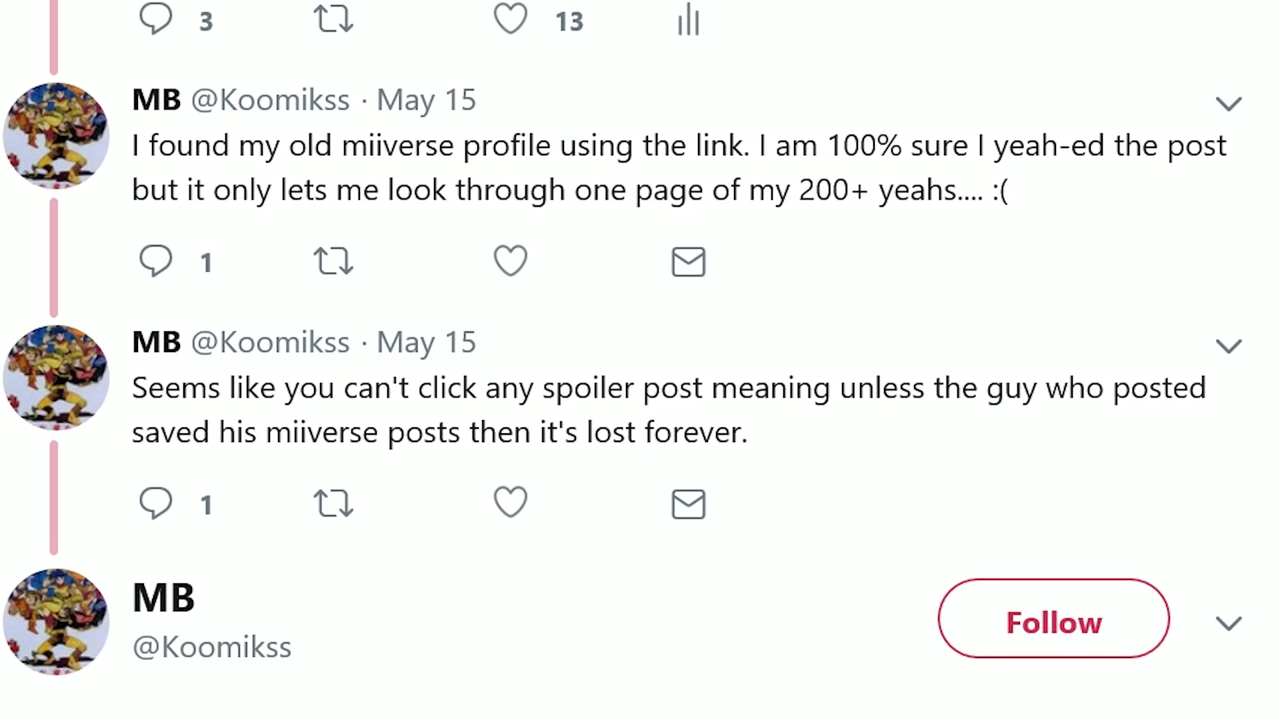 3 13
MB @Koomikss · May 15
I found my old miiverse profile using the link. I am 100% sure I yeah-ed the post
but it only lets me look through one page of my 200+ yeahs.... :(
1
MB @Koomikss · May 15
Seems like you can't click any spoiler post meaning unless the guy who posted
saved his miiverse posts then it's lost forever.
1
MB
Follow
@Koomikss